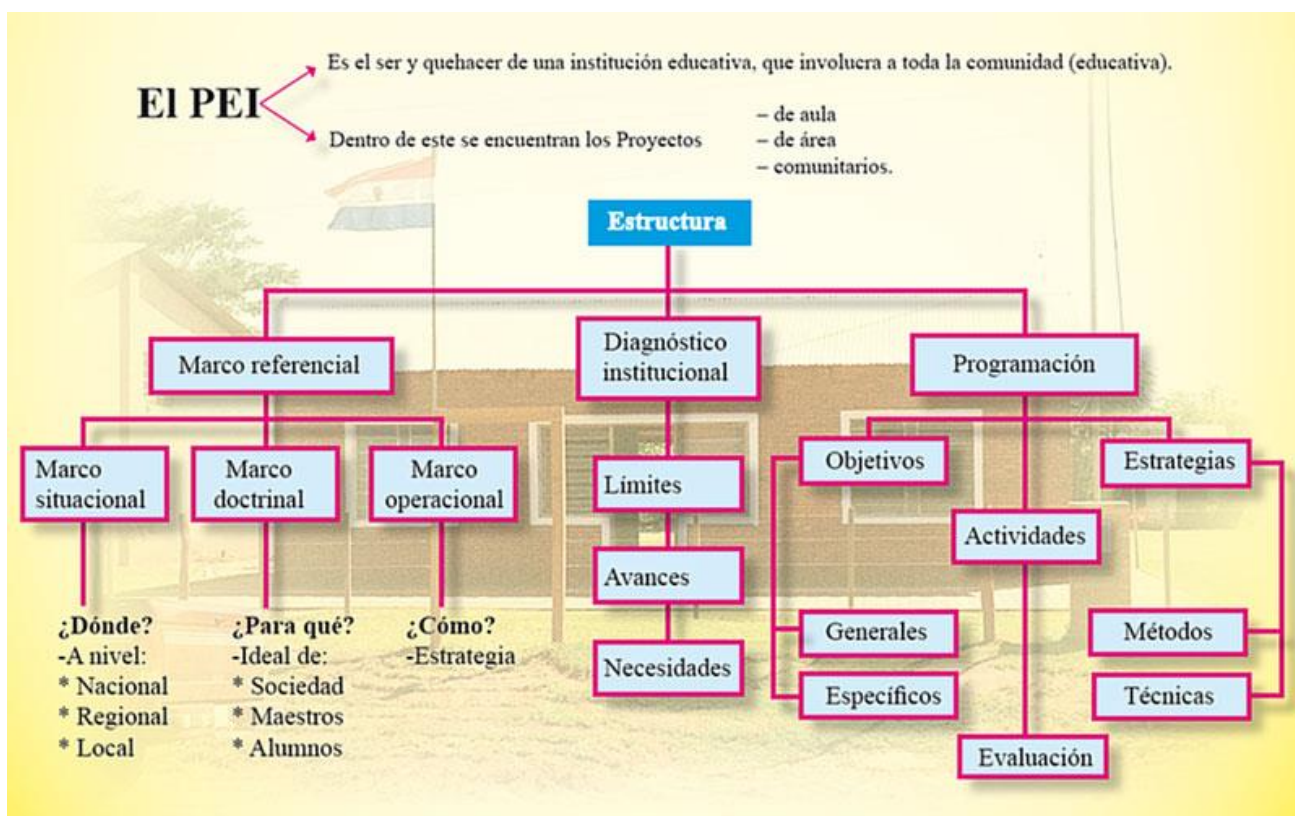 El PEI
Es el ser y quehacer de una institución educativa, que involucra a toda la comunidad (educativa).
Dentro de este se encuentran los Proyectos
– de aula
– de área
– comunitarios.
Estructura
Marco referencial
Diagnóstico
institucional
Programación
Marco
situacional
Marco
doctrinal
Marco
operacional
Límites
Avances
Necesidades
Objetivos
Estrategias
Actividades
Generales
Específicos
Métodos
Técnicas
Evaluación
¿Dónde?
-A nivel:
* Nacional
* Regional
* Local
¿Para qué?
-Ideal de:
* Sociedad
* Maestros
* Alumnos
¿Cómo?
-Estrategia